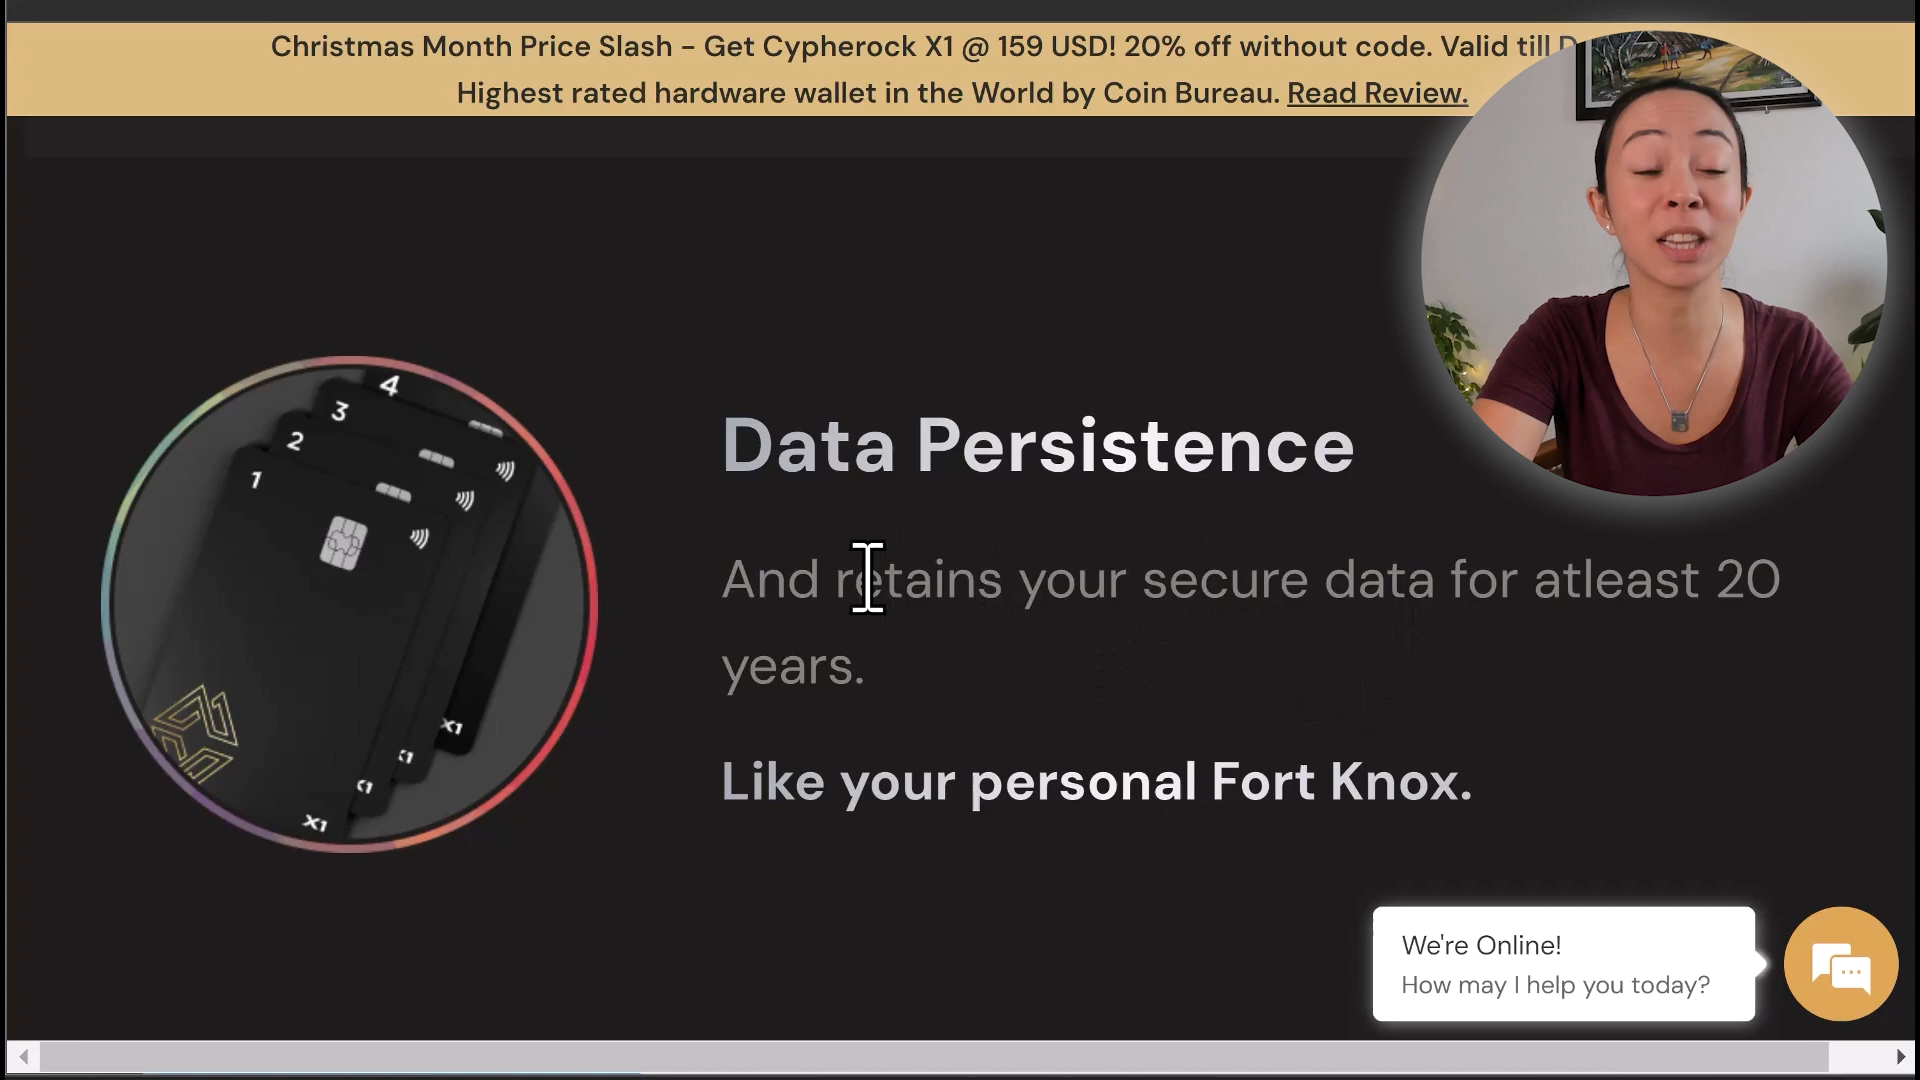 Christmas Month Price Slash - Get Cypherock X1 @ 159 USD! 20% off without code. Valid till
Highest rated hardware wallet in the World by Coin Bureau. Read Review.
4
3
2
1
Data Persistence
And retains your secure data for atleast 20
years.
Like your personal Fort Knox.
X1
X1
X1
X1
We're Online!
How may I help you today?